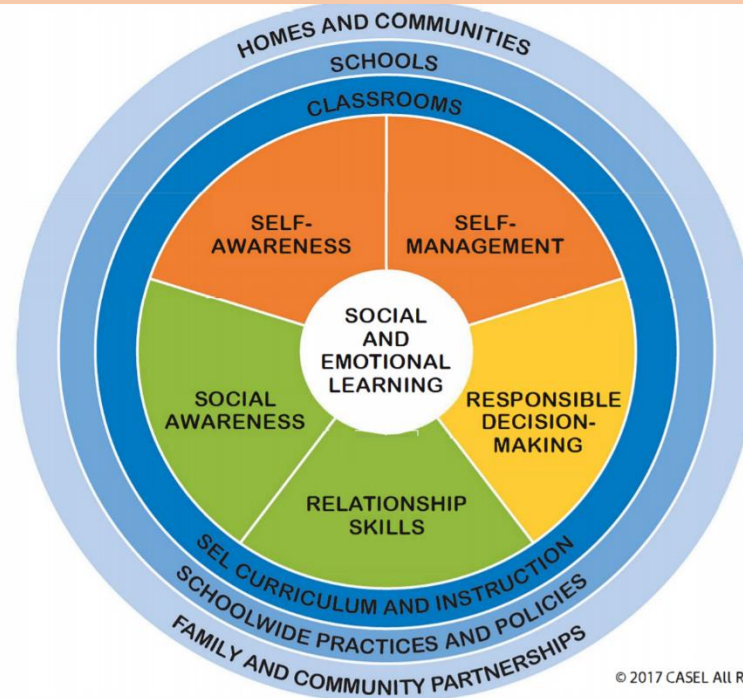 HOMES AND COMMUNITIES
SCHOOLS
CLASSROOMS
SELF-
AWARENESS
SELF-
MANAGEMENT
SOCIAL
AND
EMOTIONAL
LEARNING
SOCIAL
AWARENESS
RESPONSIBLE
DECISION-
MAKING
RELATIONSHIP
SKILLS
SEL CURRICULUM AND INSTRUCTION
SCHOOLWIDE PRACTICES AND POLICIES
FAMILY AND COMMUNITY PARTNERSHIPS
© 2017 CASEL All R